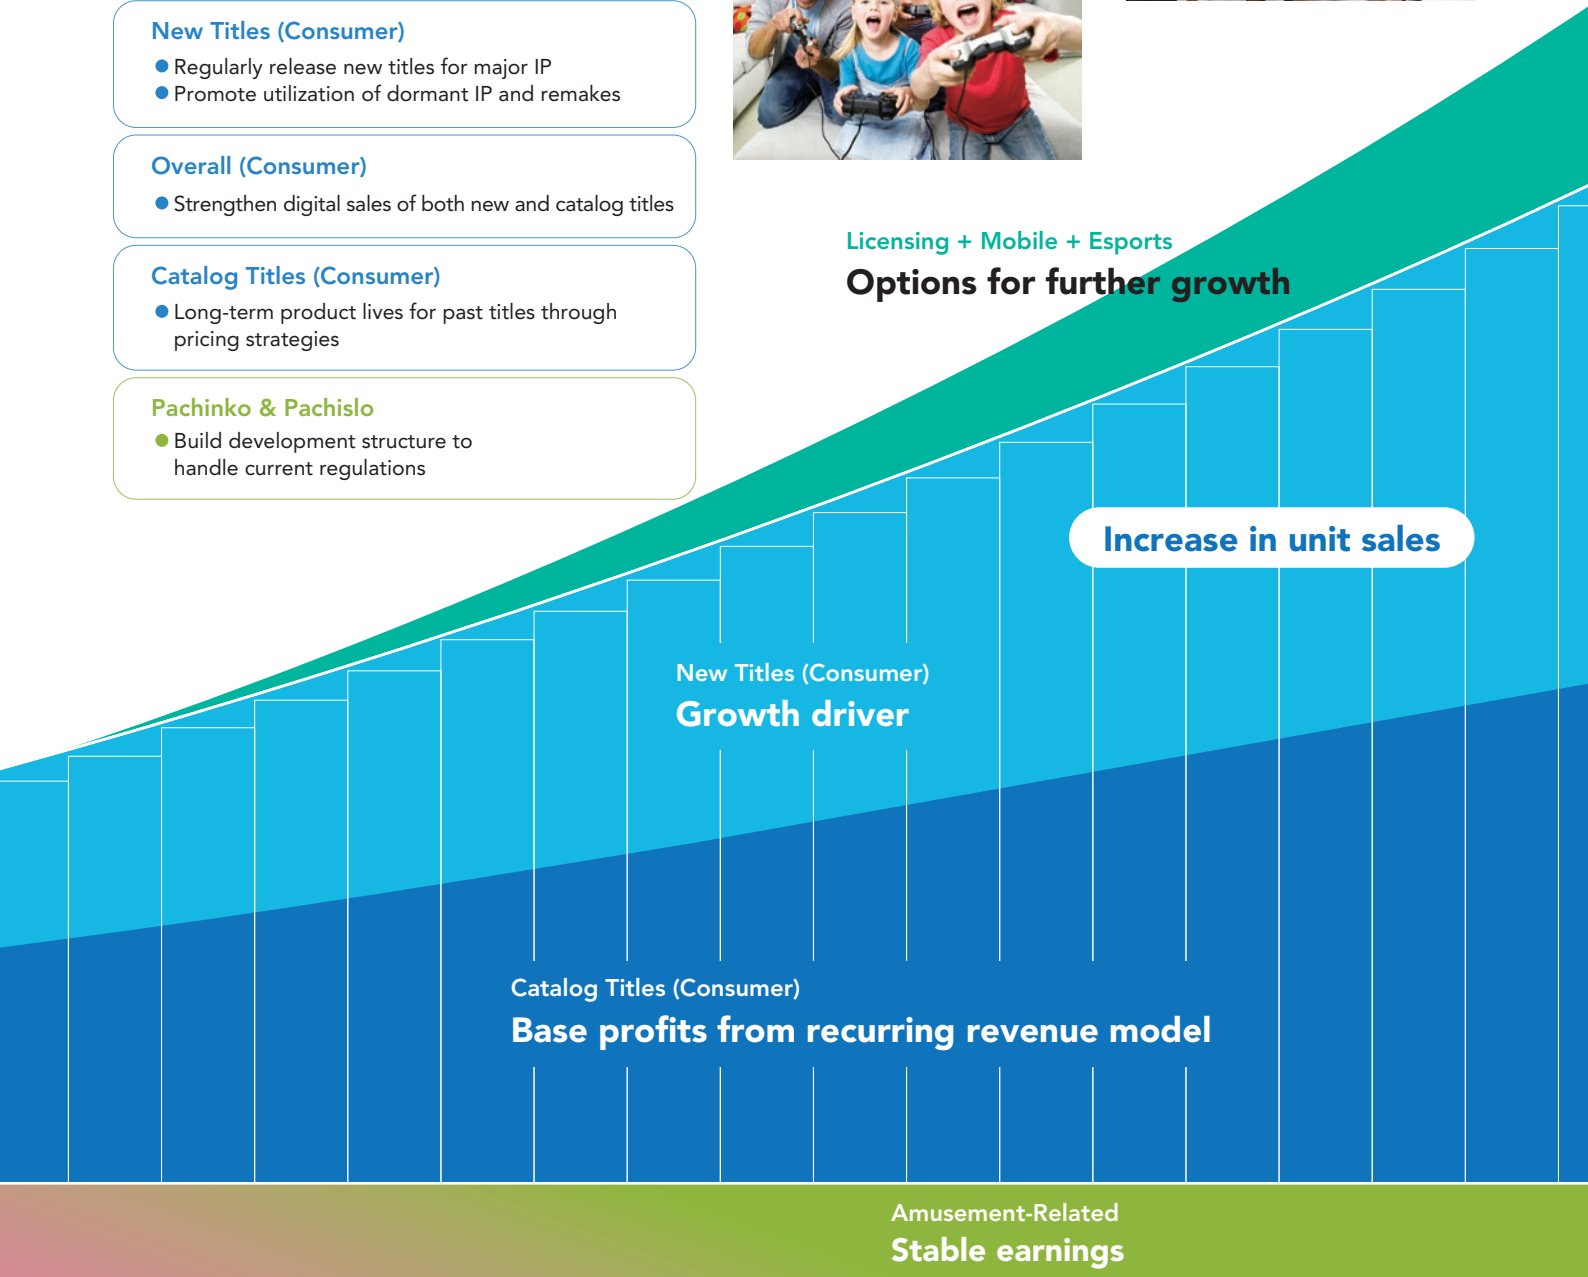 New Titles (Consumer)
● Regularly release new titles for major IP
● Promote utilization of dormant IP and remakes
Overall (Consumer)
● Strengthen digital sales of both new and catalog titles
Catalog Titles (Consumer)
● Long-term product lives for past titles through
pricing strategies
Pachinko & Pachislo
● Build development structure to
handle current regulations
Licensing + Mobile + Esports
Options for further growth
Increase in unit sales
New Titles (Consumer)
Growth driver
Catalog Titles (Consumer)
Base profits from recurring revenue model
Amusement-Related
Stable earnings